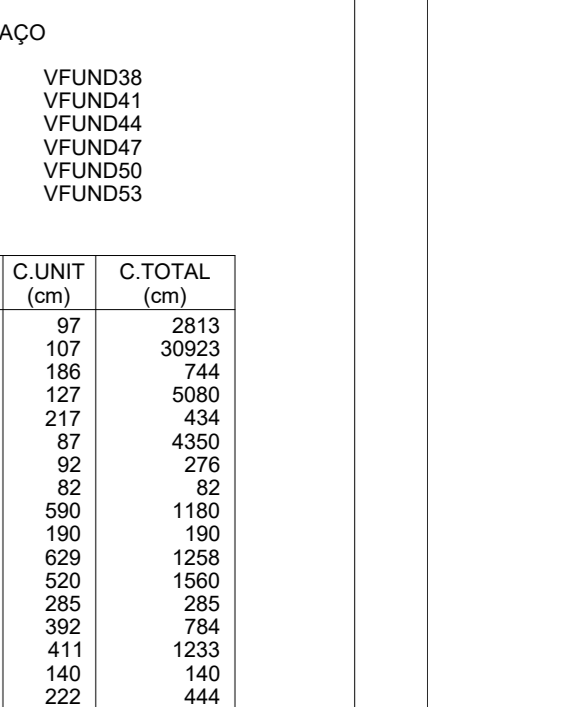 AÇO
VFUND38
VFUND41
VFUND44
VFUND47
VFUND50
VFUND53
C.UNIT C.TOTAL
(cm) (cm)
97 2813
107 30923
186 744
127 5080
217 434
87 4350
92 276
82 82
590 1180
190 190
629 1258
520 1560
285 285
392 784
411 1233
140 140
222 444